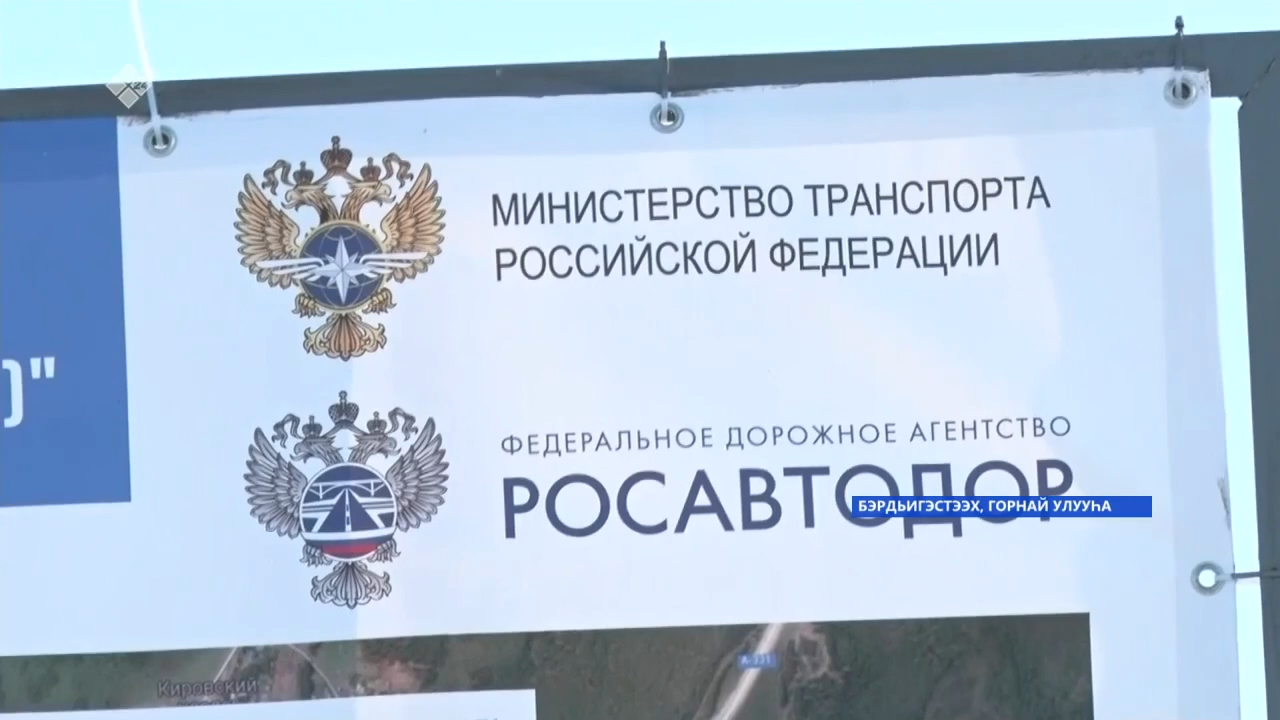 )"
МИНИСТЕРСТВО ТРАНСПОРТА
РОССИЙСКОЙ ФЕДЕРАЦИИ
ФЕДЕРАЛЬНОЕ ДОРОЖНОЕ АГЕНТСТВО
РОСАВТОДОР
БЭРДЬИГЭСТЭЭХ, ГОРНАЙ УЛУУҺА
А-331
Кировский